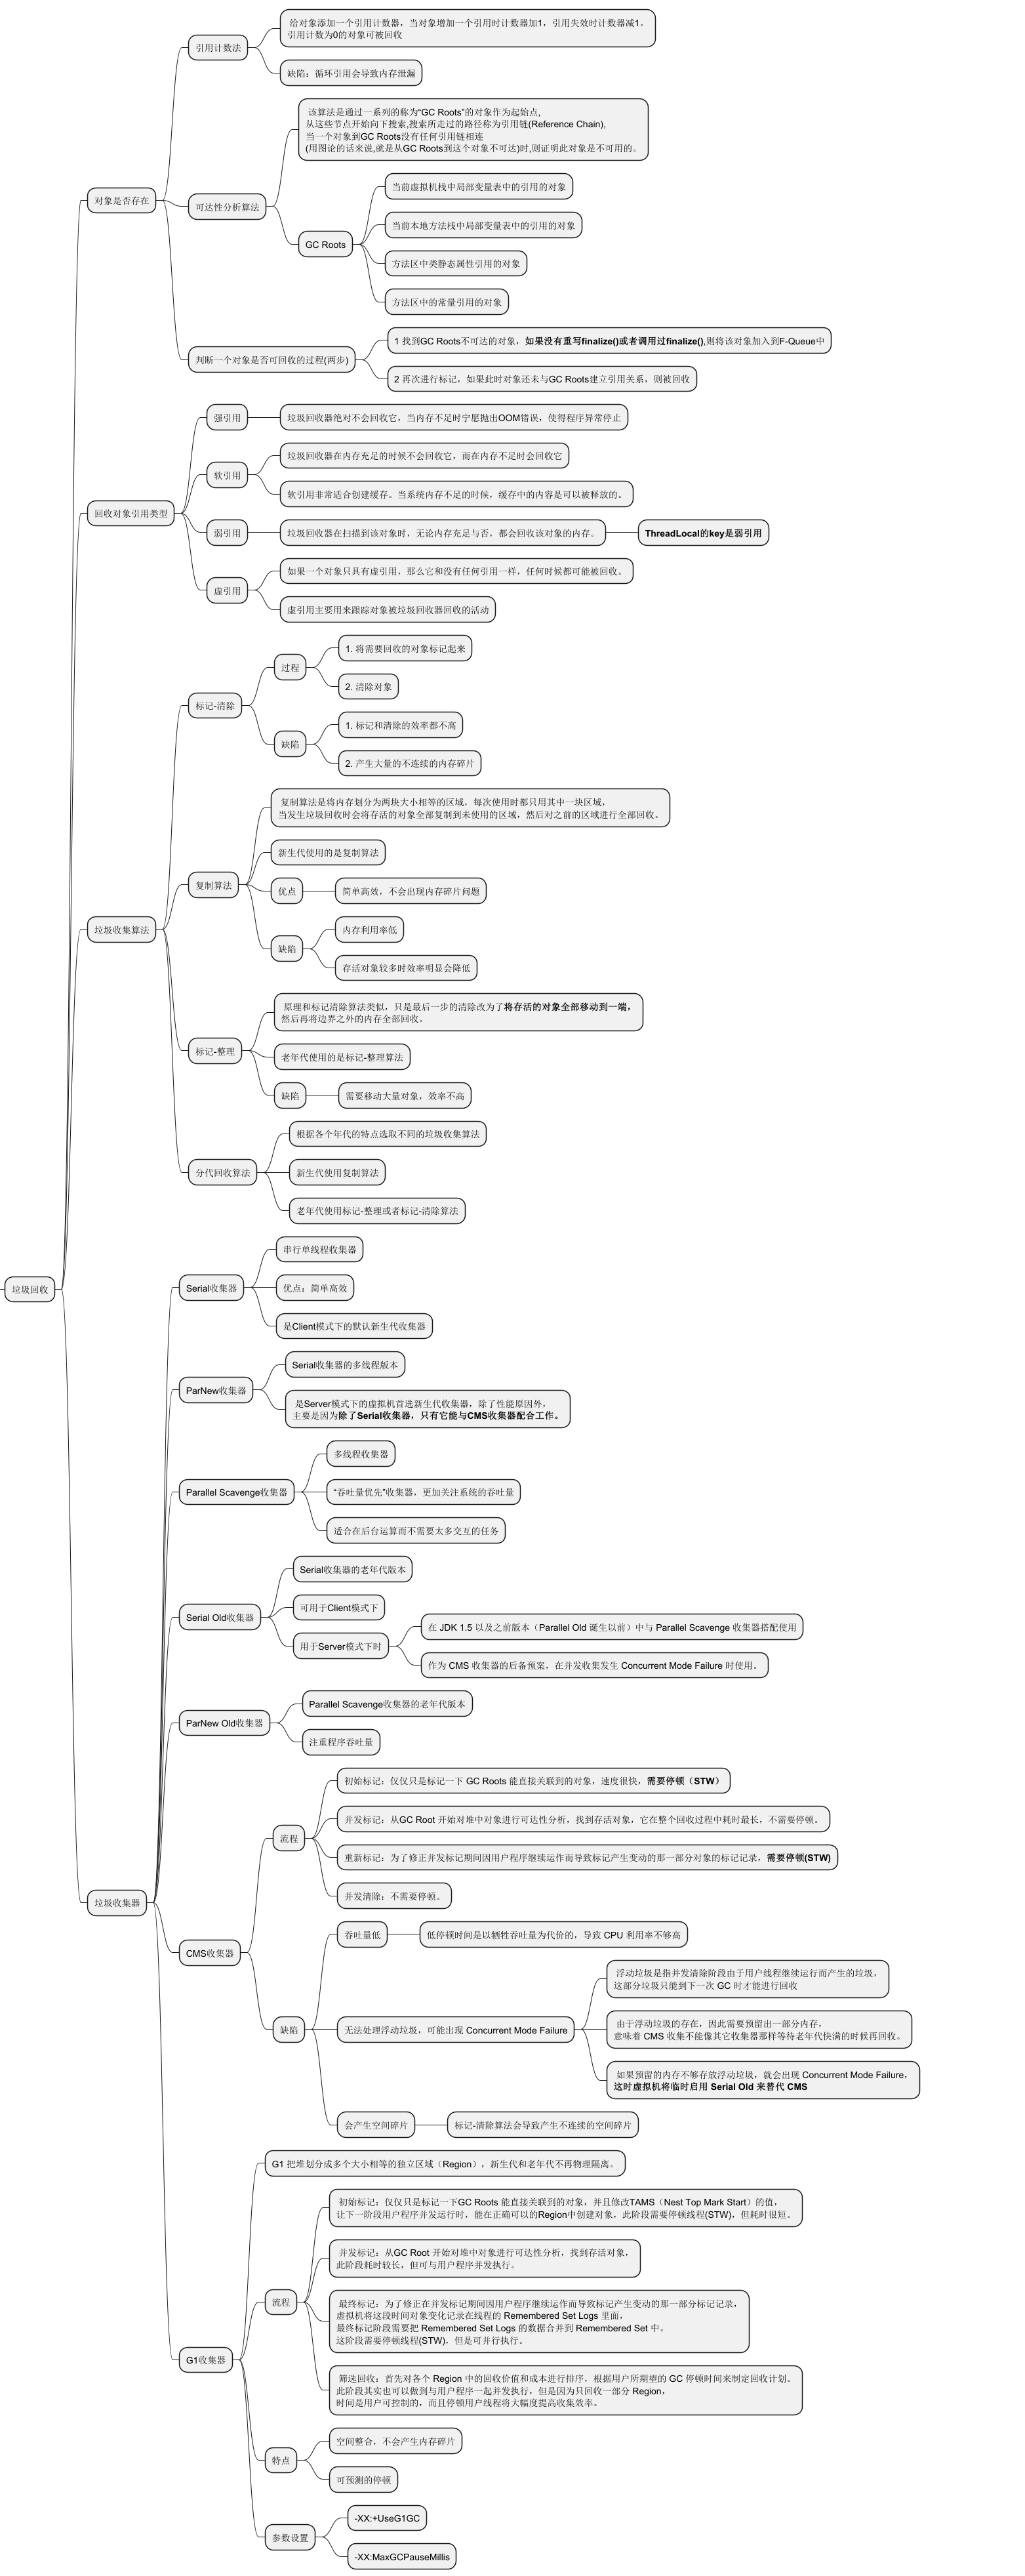 垃圾回收
对象是否存在
引用计数法
给对象添加一个引用计数器，当对象增加一个引用时计数器加1，引用失效时计数器减1。
引用计数为0的对象可被回收
缺陷：循环引用会导致内存泄漏
可达性分析算法
该算法是通过一系列的称为“GC Roots”的对象作为起始点,
从这些节点开始向下搜索,搜索所走过的路径称为引用链(Reference Chain),
当一个对象到GC Roots没有任何引用链相连
(用图论的话来说,就是从GC Roots到这个对象不可达)时,则证明此对象是不可用的。
GC Roots
当前虚拟机栈中局部变量表中的引用的对象
当前本地方法栈中局部变量表中的引用的对象
方法区中类静态属性引用的对象
方法区中的常量引用的对象
判断一个对象是否可回收的过程(两步)
1 找到GC Roots不可达的对象，如果没有重写finalize()或者调用过finalize(),则将该对象加入到F-Queue中
2 再次进行标记，如果此时对象还未与GC Roots建立引用关系，则被回收
回收对象引用类型
强引用
垃圾回收器绝对不会回收它，当内存不足时宁愿抛出OOM错误，使得程序异常停止
软引用
垃圾回收器在内存充足的时候不会回收它，而在内存不足时会回收它
软引用非常适合创建缓存。当系统内存不足的时候，缓存中的内容是可以被释放的。
弱引用
垃圾回收器在扫描到该对象时，无论内存充足与否，都会回收该对象的内存。
ThreadLocal的key是弱引用
虚引用
如果一个对象只具有虚引用，那么它和没有任何引用一样，任何时候都可能被回收。
虚引用主要用来跟踪对象被垃圾回收器回收的活动
垃圾收集算法
标记-清除
过程
1. 将需要回收的对象标记起来
2. 清除对象
缺陷
1. 标记和清除的效率都不高
2. 产生大量的不连续的内存碎片
复制算法
复制算法是将内存划分为两块大小相等的区域，每次使用时都只用其中一块区域，
当发生垃圾回收时会将存活的对象全部复制到未使用的区域，然后对之前的区域进行全部回收。
新生代使用的是复制算法
优点
简单高效，不会出现内存碎片问题
缺陷
内存利用率低
存活对象较多时效率明显会降低
标记-整理
原理和标记清除算法类似，只是最后一步的清除改为了将存活的对象全部移动到一端，
然后再将边界之外的内存全部回收。
老年代使用的是标记-整理算法
缺陷
需要移动大量对象，效率不高
分代回收算法
根据各个年代的特点选取不同的垃圾收集算法
新生代使用复制算法
老年代使用标记-整理或者标记-清除算法
垃圾收集器
Serial收集器
串行单线程收集器
优点：简单高效
是Client模式下的默认新生代收集器
ParNew收集器
Serial收集器的多线程版本
是Server模式下的虚拟机首选新生代收集器，除了性能原因外，
主要是因为除了Serial收集器，只有它能与CMS收集器配合工作。
Parallel Scavenge收集器
多线程收集器
“吞吐量优先”收集器，更加关注系统的吞吐量
适合在后台运算而不需要太多交互的任务
Serial Old收集器
Serial收集器的老年代版本
可用于Client模式下
用于Server模式下时
在 JDK 1.5 以及之前版本（Parallel Old 诞生以前）中与 Parallel Scavenge 收集器搭配使用
作为 CMS 收集器的后备预案，在并发收集发生 Concurrent Mode Failure 时使用。
ParNew Old收集器
Parallel Scavenge收集器的老年代版本
注重程序吞吐量
CMS收集器
流程
初始标记：仅仅只是标记一下 GC Roots 能直接关联到的对象，速度很快，需要停顿（STW）
并发标记：从GC Root 开始对堆中对象进行可达性分析，找到存活对象，它在整个回收过程中耗时最长，不需要停顿。
重新标记：为了修正并发标记期间因用户程序继续运作而导致标记产生变动的那一部分对象的标记记录，需要停顿(STW)
并发清除：不需要停顿。
缺陷
吞吐量低
低停顿时间是以牺牲吞吐量为代价的，导致 CPU 利用率不够高
无法处理浮动垃圾，可能出现 Concurrent Mode Failure
浮动垃圾是指并发清除阶段由于用户线程继续运行而产生的垃圾，
这部分垃圾只能到下一次 GC 时才能进行回收
由于浮动垃圾的存在，因此需要预留出一部分内存，
意味着 CMS 收集不能像其它收集器那样等待老年代快满的时候再回收。
如果预留的内存不够存放浮动垃圾，就会出现 Concurrent Mode Failure，
这时虚拟机将临时启用 Serial Old 来替代 CMS
会产生空间碎片
标记-清除算法会导致产生不连续的空间碎片
G1收集器
G1 把堆划分成多个大小相等的独立区域（Region），新生代和老年代不再物理隔离。
流程
初始标记：仅仅只是标记一下GC Roots 能直接关联到的对象，并且修改TAMS（Nest Top Mark Start）的值，
让下一阶段用户程序并发运行时，能在正确可以的Region中创建对象，此阶段需要停顿线程(STW)，但耗时很短。
并发标记：从GC Root 开始对堆中对象进行可达性分析，找到存活对象，
此阶段耗时较长，但可与用户程序并发执行。
最终标记：为了修正在并发标记期间因用户程序继续运作而导致标记产生变动的那一部分标记记录，
虚拟机将这段时间对象变化记录在线程的 Remembered Set Logs 里面，
最终标记阶段需要把 Remembered Set Logs 的数据合并到 Remembered Set 中。
这阶段需要停顿线程(STW)，但是可并行执行。
筛选回收：首先对各个 Region 中的回收价值和成本进行排序，根据用户所期望的 GC 停顿时间来制定回收计划。
此阶段其实也可以做到与用户程序一起并发执行，但是因为只回收一部分 Region，
时间是用户可控制的，而且停顿用户线程将大幅度提高收集效率。
特点
空间整合，不会产生内存碎片
可预测的停顿
参数设置
-XX:+UseG1GC
-XX:MaxGCPauseMillis